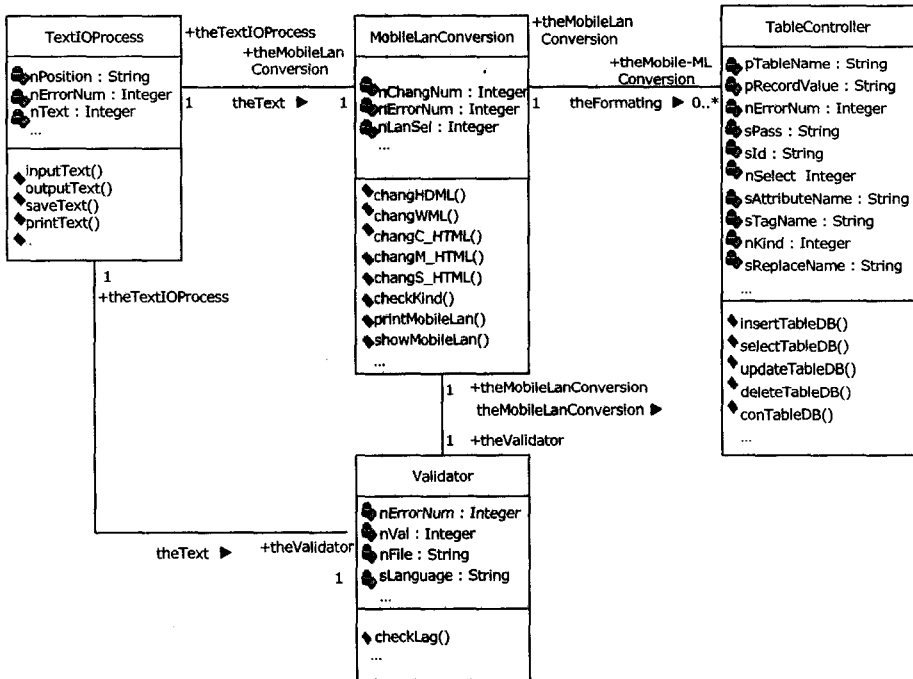 TextIOProcess
nPosition : String
nErrorNum : Integer
nText : Integer
...
inputText()
outputText()
saveText()
printText()
.
+theTextIOProcess
+theMobileLan
Conversion
1
theText ▶
1
MobileLanConversion
nChangNum : Integer
nErrorNum : Integer
nLanSel : Integer
...
changHDML()
changWML()
changC_HTML()
changM_HTML()
changS_HTML()
checkKind()
printMobileLan()
showMobileLan()
...
+theMobileLan
Conversion
+theMobile-ML
Conversion
1
theFormating ▶
0..*
TableController
pTableName : String
pRecordValue : String
nErrorNum : Integer
sPass : String
sId : String
nSelect Integer
sAttributeName : String
sTagName : String
nKind : Integer
sReplaceName : String
...
insertTableDB()
selectTableDB()
updateTableDB()
deleteTableDB()
conTableDB()
...
1
+theTextIOProcess
1 +theMobileLanConversion
theMobileLanConversion ▶
1 +theValidator
Validator
nErrorNum : Integer
nVal : Integer
nFile : String
sLanguage : String
...
checkLag()
...
theText ▶
+theValidator
1